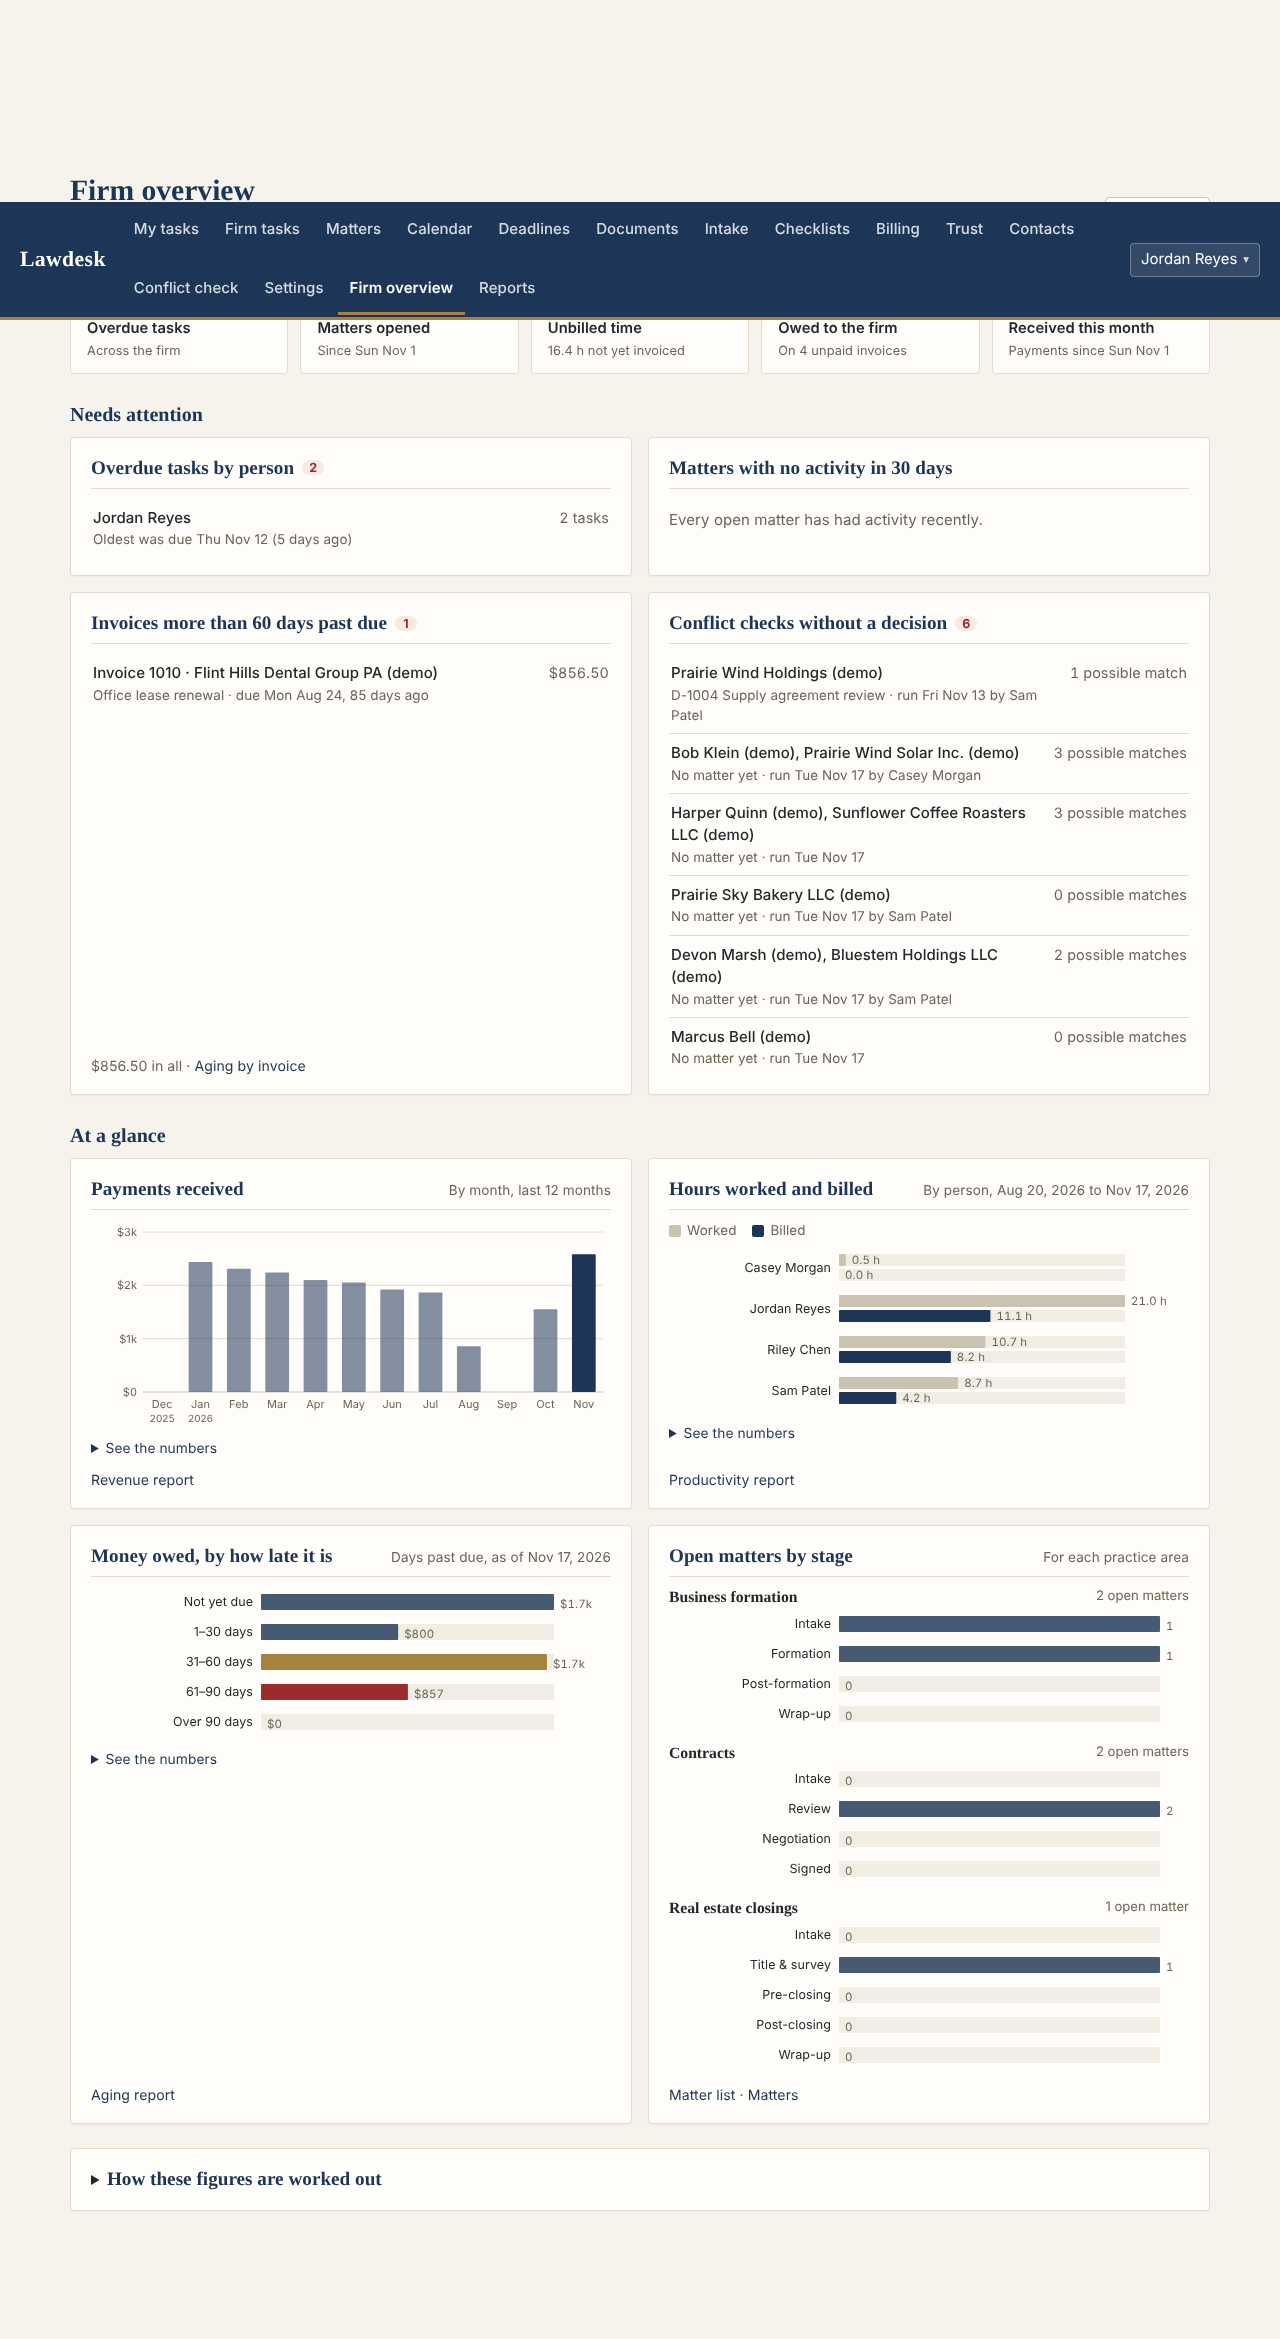 Firm overview
Lawdesk
My tasks Firm tasks Matters Calendar Deadlines Documents Intake Checklists Billing Trust Contacts
Conflict check Settings Firm overview Reports
Jordan Reyes ▾
Overdue tasks
Across the firm
Matters opened
Since Sun Nov 1
Unbilled time
16.4 h not yet invoiced
Owed to the firm
On 4 unpaid invoices
Received this month
Payments since Sun Nov 1
Needs attention
Overdue tasks by person 2
Jordan Reyes 2 tasks
Oldest was due Thu Nov 12 (5 days ago)
Matters with no activity in 30 days
Every open matter has had activity recently.
Invoices more than 60 days past due 1
Invoice 1010 · Flint Hills Dental Group PA (demo) $856.50
Office lease renewal · due Mon Aug 24, 85 days ago
$856.50 in all · Aging by invoice
Conflict checks without a decision 6
Prairie Wind Holdings (demo) 1 possible match
D-1004 Supply agreement review · run Fri Nov 13 by Sam
Patel
Bob Klein (demo), Prairie Wind Solar Inc. (demo) 3 possible matches
No matter yet · run Tue Nov 17 by Casey Morgan
Harper Quinn (demo), Sunflower Coffee Roasters 3 possible matches
LLC (demo)
No matter yet · run Tue Nov 17
Prairie Sky Bakery LLC (demo) 0 possible matches
No matter yet · run Tue Nov 17 by Sam Patel
Devon Marsh (demo), Bluestem Holdings LLC 2 possible matches
(demo)
No matter yet · run Tue Nov 17 by Sam Patel
Marcus Bell (demo) 0 possible matches
No matter yet · run Tue Nov 17
At a glance
Payments received By month, last 12 months
$3k
$2k
$1k
$0
Dec Jan Feb Mar Apr May Jun Jul Aug Sep Oct Nov
2025 2026
▶ See the numbers
Revenue report
Hours worked and billed By person, Aug 20, 2026 to Nov 17, 2026
Worked Billed
Casey Morgan 0.5 h
0.0 h
Jordan Reyes 21.0 h
11.1 h
Riley Chen 10.7 h
8.2 h
Sam Patel 8.7 h
4.2 h
▶ See the numbers
Productivity report
Money owed, by how late it is Days past due, as of Nov 17, 2026
Not yet due $1.7k
1–30 days $800
31–60 days $1.7k
61–90 days $857
Over 90 days $0
▶ See the numbers
Aging report
Open matters by stage For each practice area
Business formation 2 open matters
Intake 1
Formation 1
Post-formation 0
Wrap-up 0
Contracts 2 open matters
Intake 0
Review 2
Negotiation 0
Signed 0
Real estate closings 1 open matter
Intake 0
Title & survey 1
Pre-closing 0
Post-closing 0
Wrap-up 0
Matter list · Matters
▶ How these figures are worked out